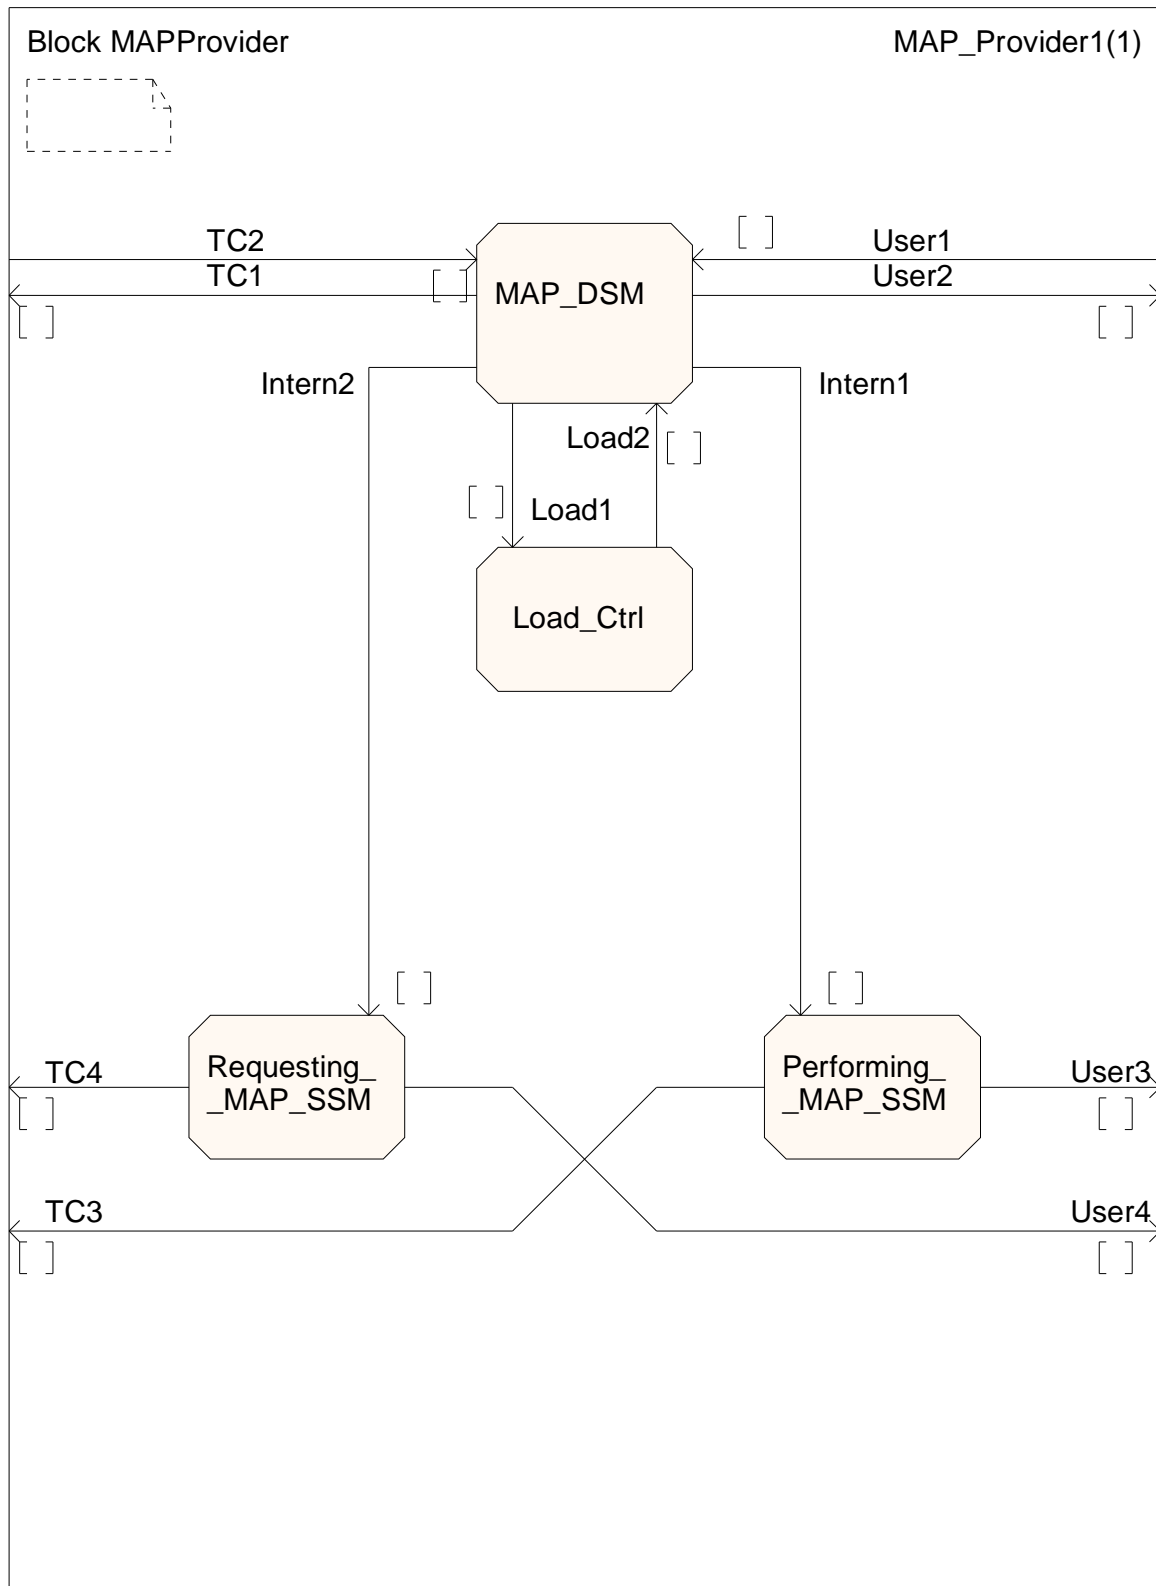 Block MAPProvider
MAP_Provider1(1)
TC2
User1
TC1
User2
MAP_DSM
Intern2
Intern1
Load2
Load1
Load_Ctrl
Requesting_
_MAP_SSM
Performing_
_MAP_SSM
TC4
User3
TC3
User4